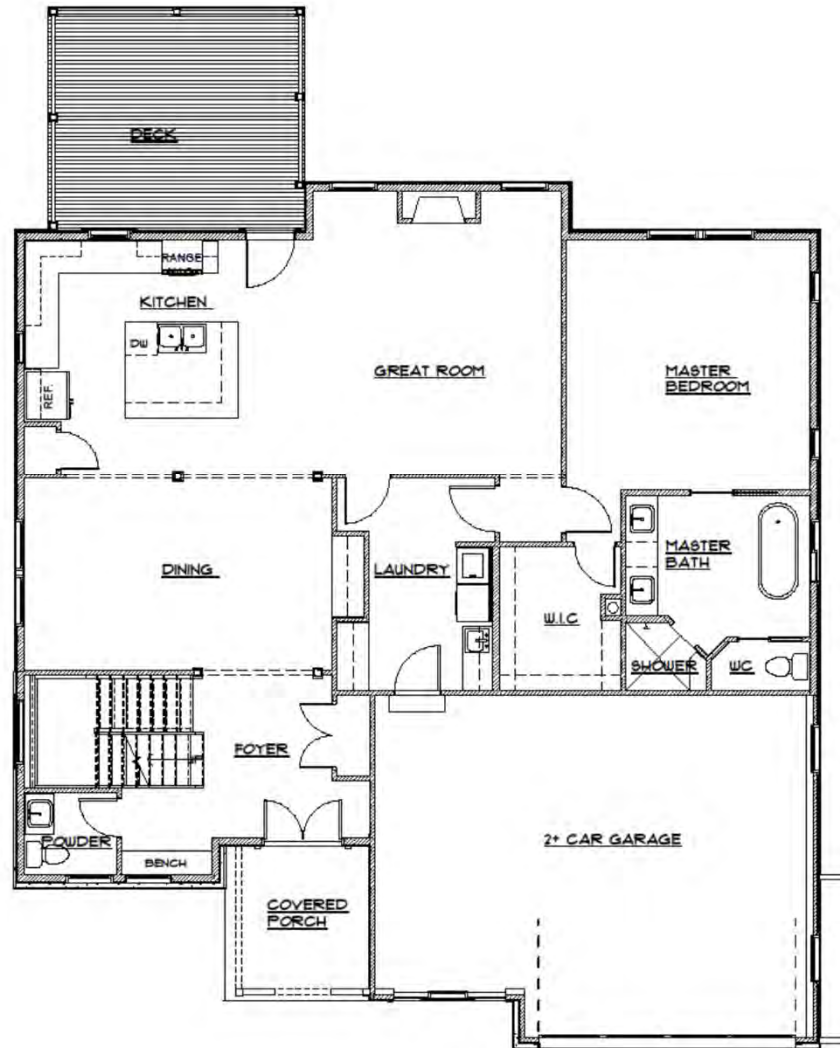 DECK
RANGE
KITCHEN
DW
REF.
GREAT ROOM
MASTER
BEDROOM
DINING
LAUNDRY
MASTER
BATH
W.I.C
SHOWER
WC
FOYER
POWDER
BENCH
2+ CAR GARAGE
COVERED
PORCH